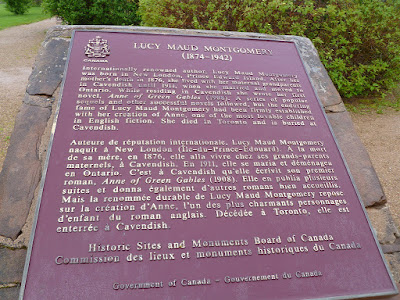 CANADA
LUCY MAUD MONTGOMERY
(1874-1942)
Internationally renowned author, Lucy Maud Montgomery
was born in New London, Prince Edward Island. After her
mother's death in 1876, she lived with her maternal grandparents
in Cavendish until 1911, when she married and moved to
Ontario. While residing in Cavendish she wrote her first
novel, Anne of Green Gables (1908). A series of popular
sequels and other successful novels followed, but the enduring
fame of Lucy Maud Montgomery had been firmly established
with her creation of Anne, one of the most lovable children
in English fiction. She died in Toronto, and is buried at
Cavendish.
Auteure de réputation internationale, Lucy Maud Montgomery
naquit à New London (Île-du-Prince-Édouard). À la mort
de sa mère, en 1876, elle alla vivre chez ses grands-parents
maternels, à Cavendish. En 1911, elle se maria et déménagea
en Ontario. C'est à Cavendish qu'elle écrivit son premier
roman, Anne of Green Gables (1908). Elle en publia plusieurs
suites et donna également d'autres romans bien accueillis.
Mais la renommée durable de Lucy Maud Montgomery repose
sur la création d'Anne, l'un des plus charmants personnages
d'enfant du roman anglais. Décédée à Toronto, elle est
enterrée à Cavendish.
Historic Sites and Monuments Board of Canada
Commission des lieux et monuments historiques du Canada
Government of Canada - Gouvernement du Canada